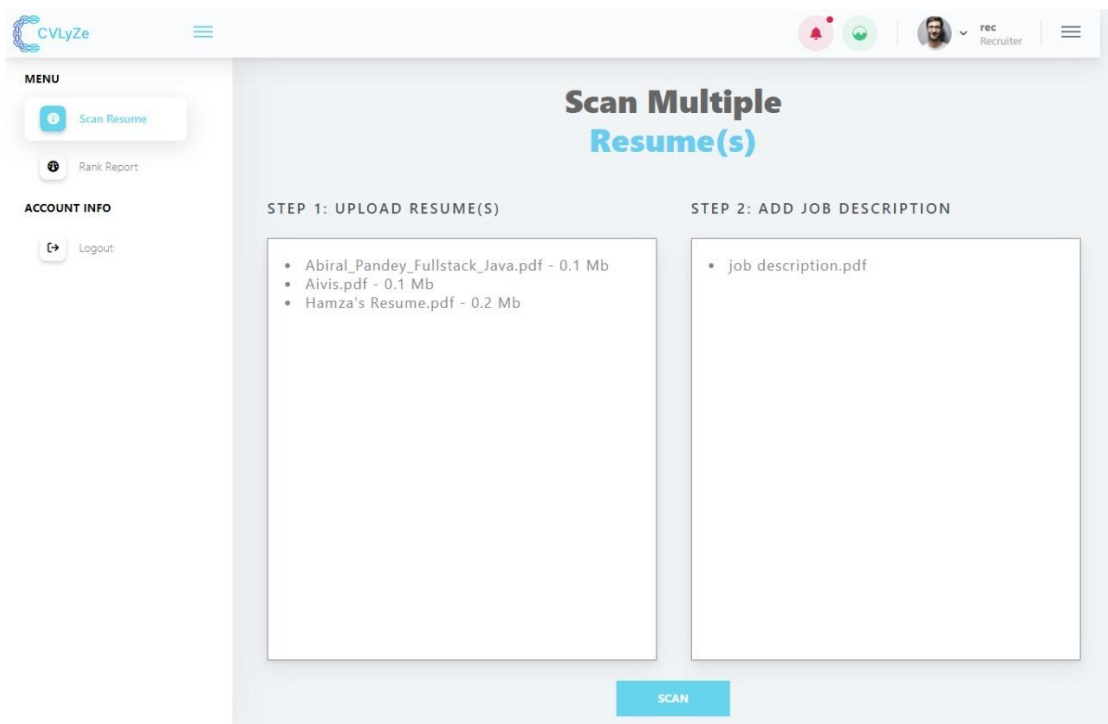 CVLyZe
rec
Recruiter
MENU
Scan Resume
Rank Report
ACCOUNT INFO
Logout
Scan Multiple
Resume(s)
STEP 1: UPLOAD RESUME(S)
• Abiral_Pandey_Fullstack_Java.pdf - 0.1 Mb
• Aivis.pdf - 0.1 Mb
• Hamza's Resume.pdf - 0.2 Mb
STEP 2: ADD JOB DESCRIPTION
• job description.pdf
SCAN